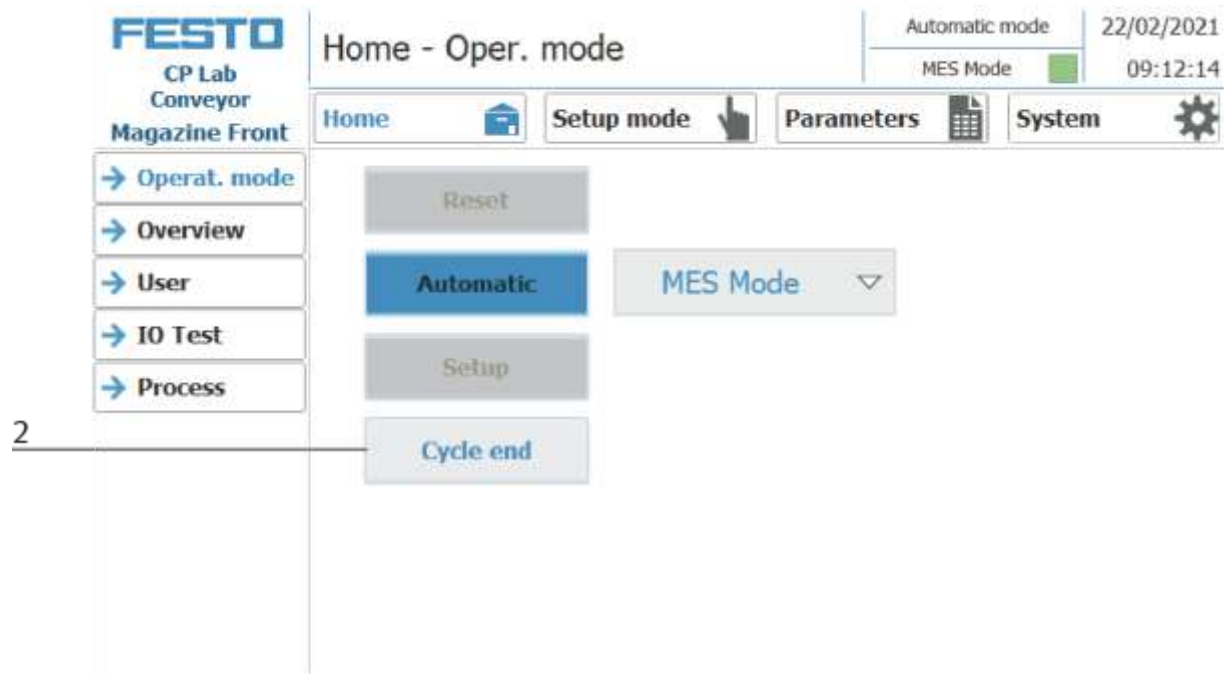 FESTO
CP Lab
Conveyor
Magazine Front
Home - Oper. mode
Automatic mode
MES Mode
22/02/2021
09:12:14
Home
Setup mode
Parameters
System
Operat. mode
Overview
User
IO Test
Process
Reset
Automatic
MES Mode
Setup
Cycle end
2